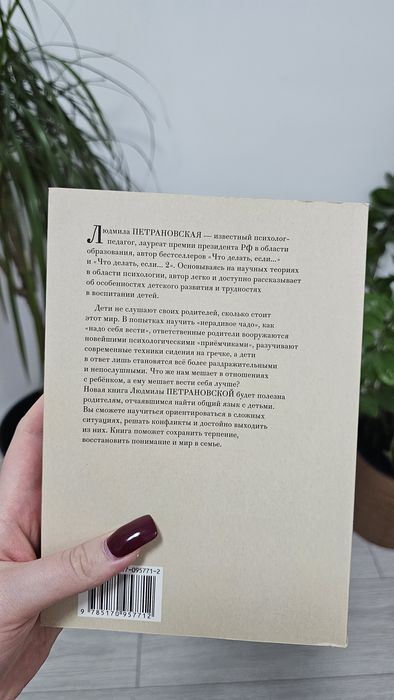 Людмила ПЕТРАНОВСКАЯ — известный психолог-
педагог, лауреат премии президента РФ в области
образования, автор бестселлеров «Что делать, если...»
и «Что делать, если... 2». Основываясь на научных теориях
в области психологии, автор легко и доступно рассказывает
об особенностях детского развития и трудностях
в воспитании детей.
Дети не слушают своих родителей, сколько стоит
этот мир. В попытках научить «нерадивое чадо», как
«надо себя вести», ответственные родители вооружаются
новейшими психологическими «приёмчиками», разучивают
современные техники сидения на гречке, а дети
в ответ лишь становятся всё более раздражительными
и непослушными. Что же нам мешает в отношениях
с ребёнком, а ему мешает вести себя лучше?
Новая книга Людмилы ПЕТРАНОВСКОЙ будет полезна
родителям, отчаявшимся найти общий язык с детьми.
Вы сможете научиться ориентироваться в сложных
ситуациях, решать конфликты и достойно выходить
из них. Книга поможет сохранить терпение,
восстановить понимание и мир в семье.
7-095771-2
9 785170 957712